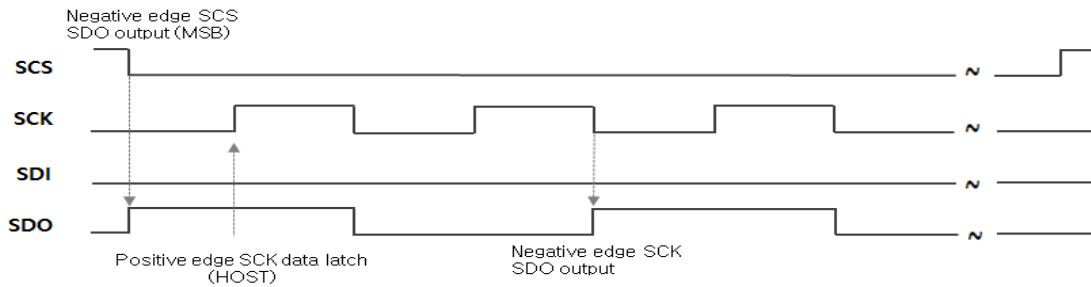 Negative edge SCS
SDO output (MSB)
SCS
SCK
SDI
SDO
Positive edge SCK data latch
(HOST)
Negative edge SCK
SDO output